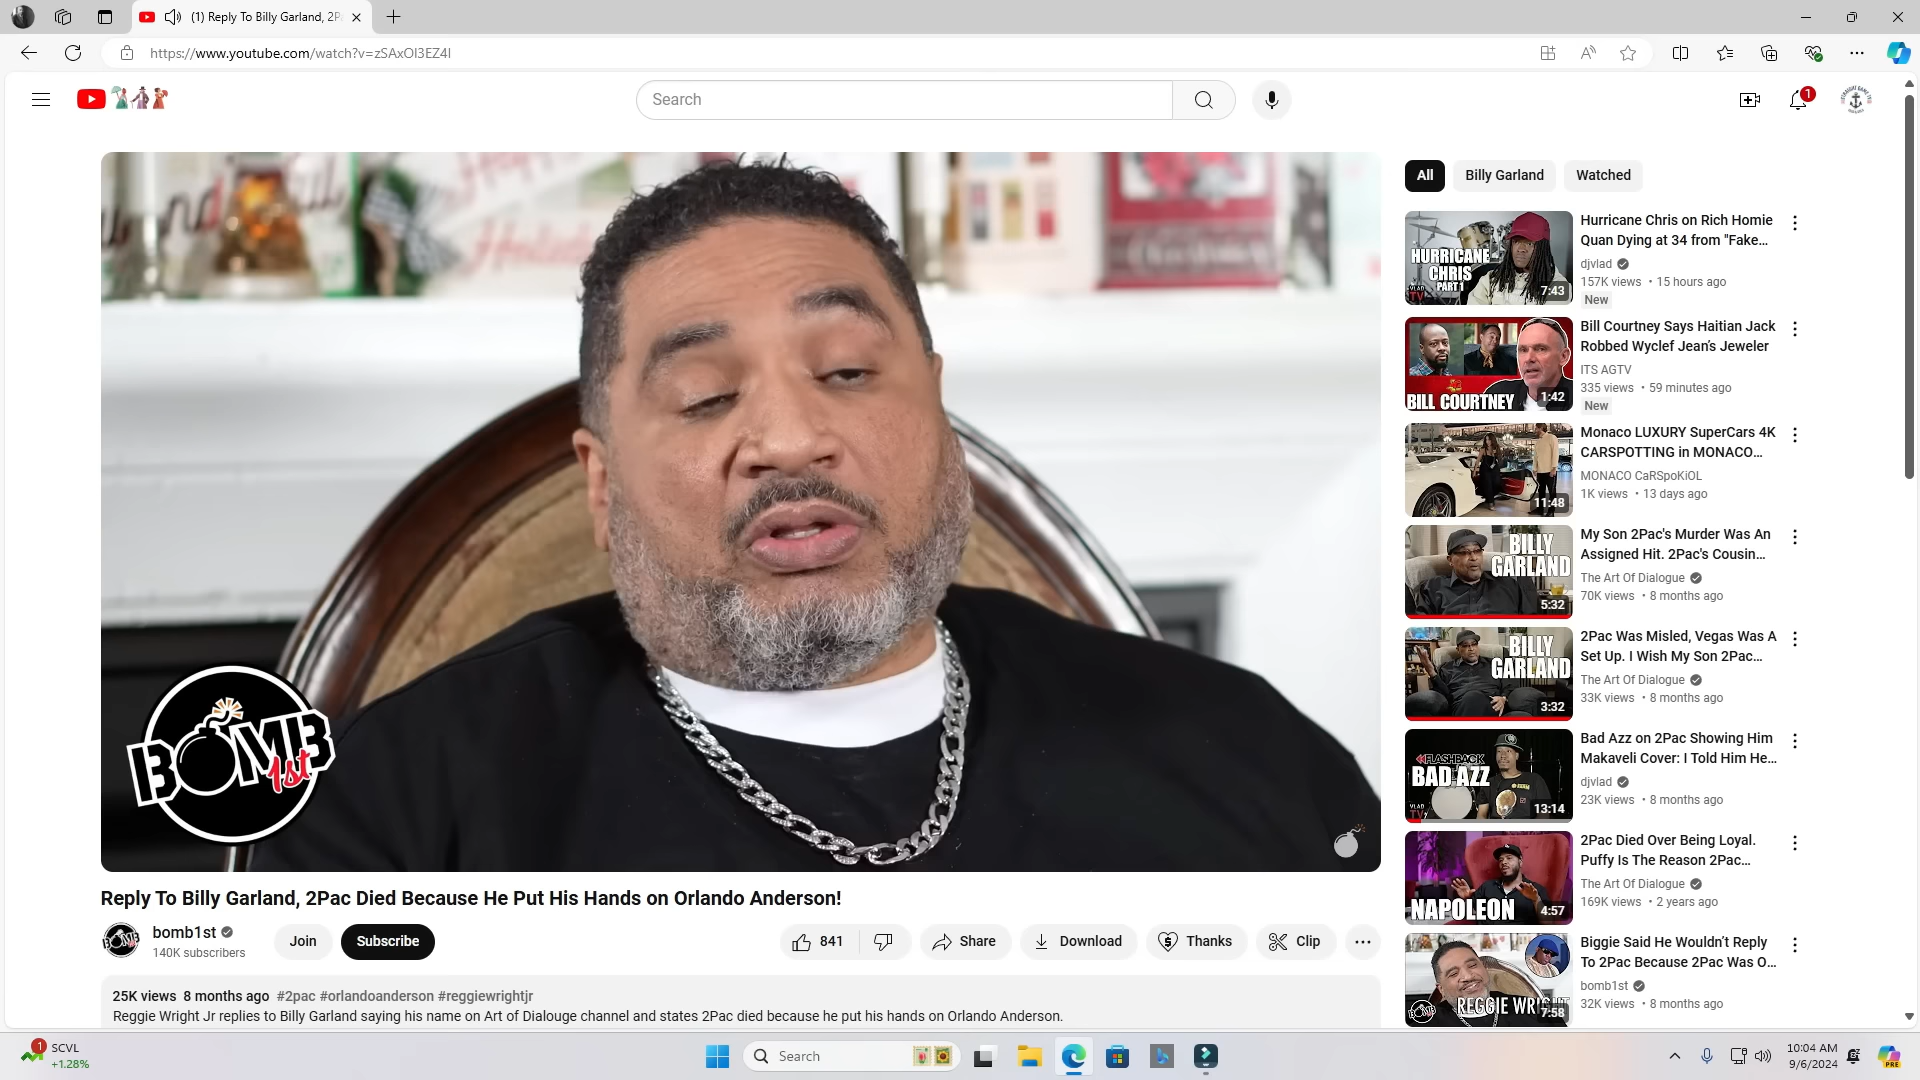 (1) Reply To Billy Garland, 2P
https://www.youtube.com/watch?v=zSAxOI3EZ4I
Search
1
BOMB
1st
Reply To Billy Garland, 2Pac Died Because He Put His Hands on Orlando Anderson!
bomb1st
140K subscribers
Join
Subscribe
841
Share
Download
Thanks
Clip
25K views 8 months ago #2pac #orlandoanderson #reggiewrightjr
Reggie Wright Jr replies to Billy Garland saying his name on Art of Dialouge channel and states 2Pac died because he put his hands on Orlando Anderson.
All
Billy Garland
Watched
HURRICANE
CHRIS
PART 1
VLAD
TV
7:43
Hurricane Chris on Rich Homie
Quan Dying at 34 from "Fake...
djvlad
157K views • 15 hours ago
New
BILL COURTNEY
1:42
Bill Courtney Says Haitian Jack
Robbed Wyclef Jean's Jeweler
ITS AGTV
335 views • 59 minutes ago
New
11:48
Monaco LUXURY SuperCars 4K
CARSPOTTING in MONACO...
MONACO CaRSpoKiOL
1K views • 13 days ago
BILLY
GARLAND
5:32
My Son 2Pac's Murder Was An
Assigned Hit. 2Pac's Cousin...
The Art Of Dialogue
70K views • 8 months ago
BILLY
GARLAND
3:32
2Pac Was Misled, Vegas Was A
Set Up. I Wish My Son 2Pac...
The Art Of Dialogue
33K views • 8 months ago
FLASHBACK
BAD AZZ
VLAD
TV
13:14
Bad Azz on 2Pac Showing Him
Makaveli Cover: I Told Him He...
djvlad
23K views • 8 months ago
NAPOLEON
4:57
2Pac Died Over Being Loyal.
Puffy Is The Reason 2Pac...
The Art Of Dialogue
169K views • 2 years ago
REGGIE WRIGHT
7:58
Biggie Said He Wouldn't Reply
To 2Pac Because 2Pac Was O...
bomb1st
32K views • 8 months ago
1
SCVL
+1.28%
Search
10:04 AM
9/6/2024
PRE